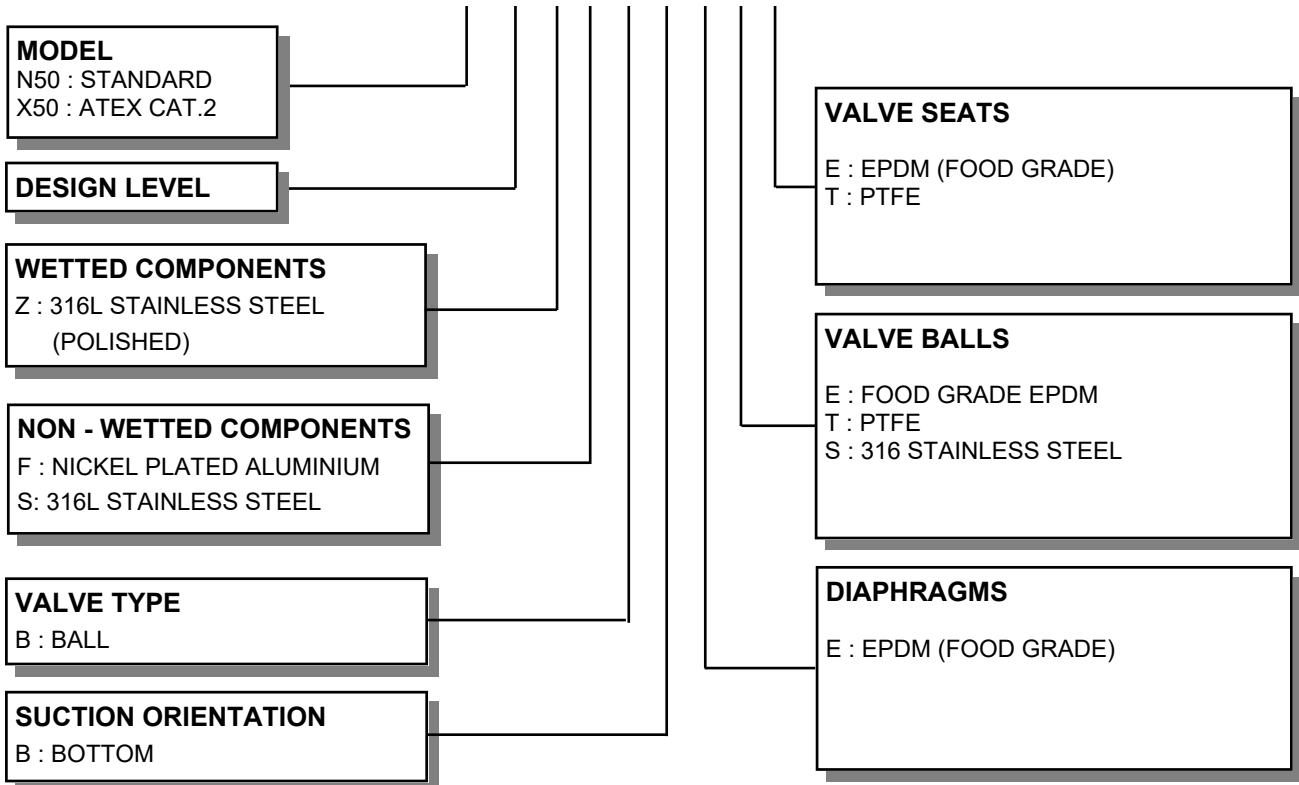 MODEL
N50 : STANDARD
X50 : ATEX CAT.2
DESIGN LEVEL
WETTED COMPONENTS
Z : 316L STAINLESS STEEL
(POLISHED)
NON - WETTED COMPONENTS
F : NICKEL PLATED ALUMINIUM
S: 316L STAINLESS STEEL
VALVE TYPE
B : BALL
SUCTION ORIENTATION
B : BOTTOM
VALVE SEATS
E : EPDM (FOOD GRADE)
T : PTFE
VALVE BALLS
E : FOOD GRADE EPDM
T : PTFE
S : 316 STAINLESS STEEL
DIAPHRAGMS
E : EPDM (FOOD GRADE)